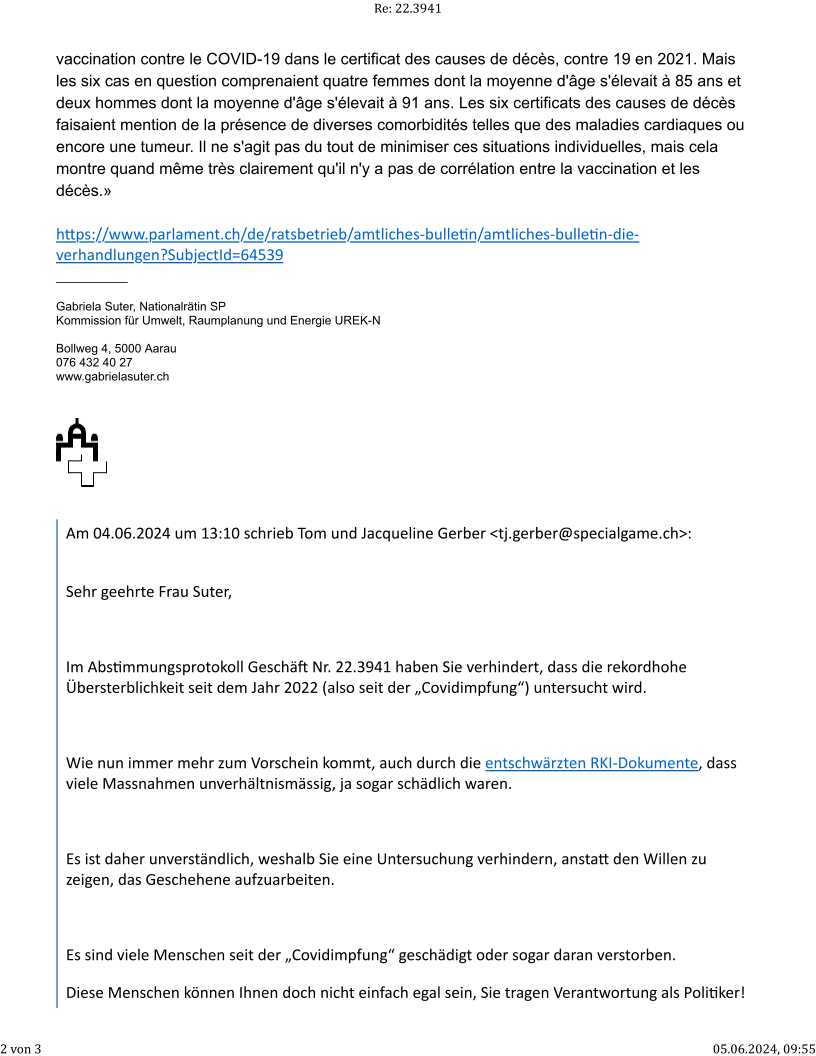 Re: 22.3941
vaccination contre le COVID-19 dans le certificat des causes de décès, contre 19 en 2021. Mais
les six cas en question comprenaient quatre femmes dont la moyenne d'âge s'élevait à 85 ans et
deux hommes dont la moyenne d'âge s'élevait à 91 ans. Les six certificats des causes de décès
faisaient mention de la présence de diverses comorbidités telles que des maladies cardiaques ou
encore une tumeur. Il ne s'agit pas du tout de minimiser ces situations individuelles, mais cela
montre quand même très clairement qu'il n'y a pas de corrélation entre la vaccination et les
décès.»
https://www.parlament.ch/de/ratsbetrieb/amtliches-bulletin/amtliches-bulletin-die-
verhandlungen?SubjectId=64539
Gabriela Suter, Nationalrätin SP
Kommission für Umwelt, Raumplanung und Energie UREK-N
Bollweg 4, 5000 Aarau
076 432 40 27
www.gabrielasuter.ch
Am 04.06.2024 um 13:10 schrieb Tom und Jacqueline Gerber <tj.gerber@specialgame.ch>:
Sehr geehrte Frau Suter,
Im Abstimmungsprotokoll Geschäft Nr. 22.3941 haben Sie verhindert, dass die rekordhohe
Übersterblichkeit seit dem Jahr 2022 (also seit der „Covidimpfung“) untersucht wird.
Wie nun immer mehr zum Vorschein kommt, auch durch die entschwärzten RKI-Dokumente, dass
viele Massnahmen unverhältnismässig, ja sogar schädlich waren.
Es ist daher unverständlich, weshalb Sie eine Untersuchung verhindern, anstatt den Willen zu
zeigen, das Geschehene aufzuarbeiten.
Es sind viele Menschen seit der „Covidimpfung“ geschädigt oder sogar daran verstorben.
Diese Menschen können Ihnen doch nicht einfach egal sein, Sie tragen Verantwortung als Politiker!
2 von 3
05.06.2024, 09:55